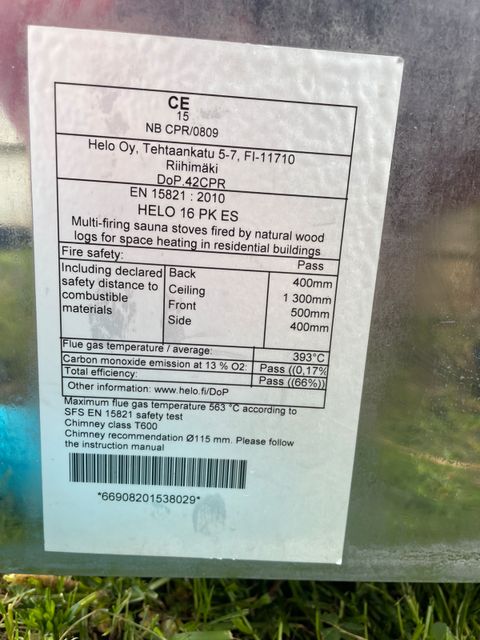 CE
15
NB CPR/0809
Helo Oy, Tehtaankatu 5-7, FI-11710
Riihimäki
DoP.42CPR
EN 15821 : 2010
HELO 16 PK ES
Multi-firing sauna stoves fired by natural wood
logs for space heating in residential buildings
Fire safety: Pass
Including declared
safety distance to
combustible
materials
Back 400mm
Ceiling 1 300mm
Front 500mm
Side 400mm
Flue gas temperature / average: 393°C
Carbon monoxide emission at 13 % O2: Pass ((0,17%
Total efficiency: Pass ((66%))
Other information: www.helo.fi/DoP
Maximum flue gas temperature 563 °C according to
SFS EN 15821 safety test
Chimney class T600
Chimney recommendation Ø115 mm. Please follow
the instruction manual
*66908201538029*